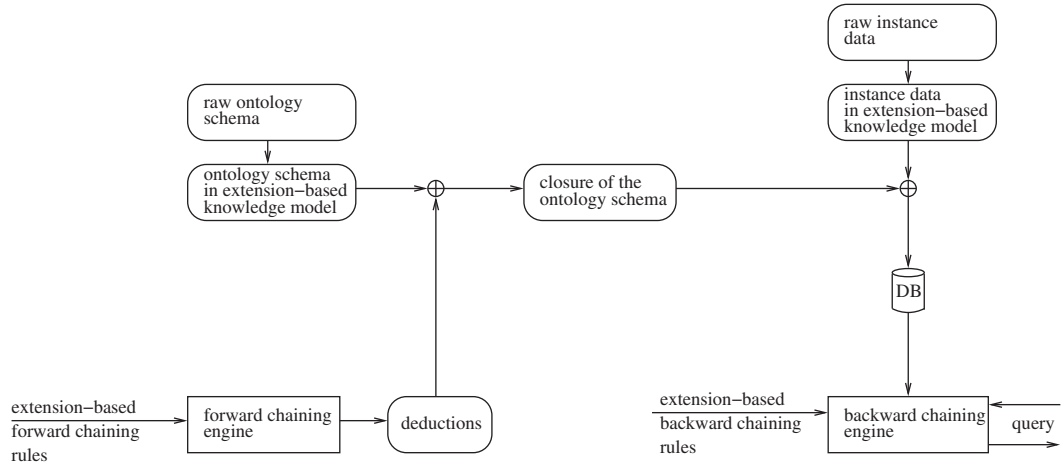 raw instance
data
instance data
in extension−based
knowledge model
raw ontology
schema
ontology schema
in extension−based
knowledge model
closure of the
ontology schema
DB
extension−based
forward chaining
rules
forward chaining
engine
deductions
extension−based
backward chaining
rules
backward chaining
engine
query